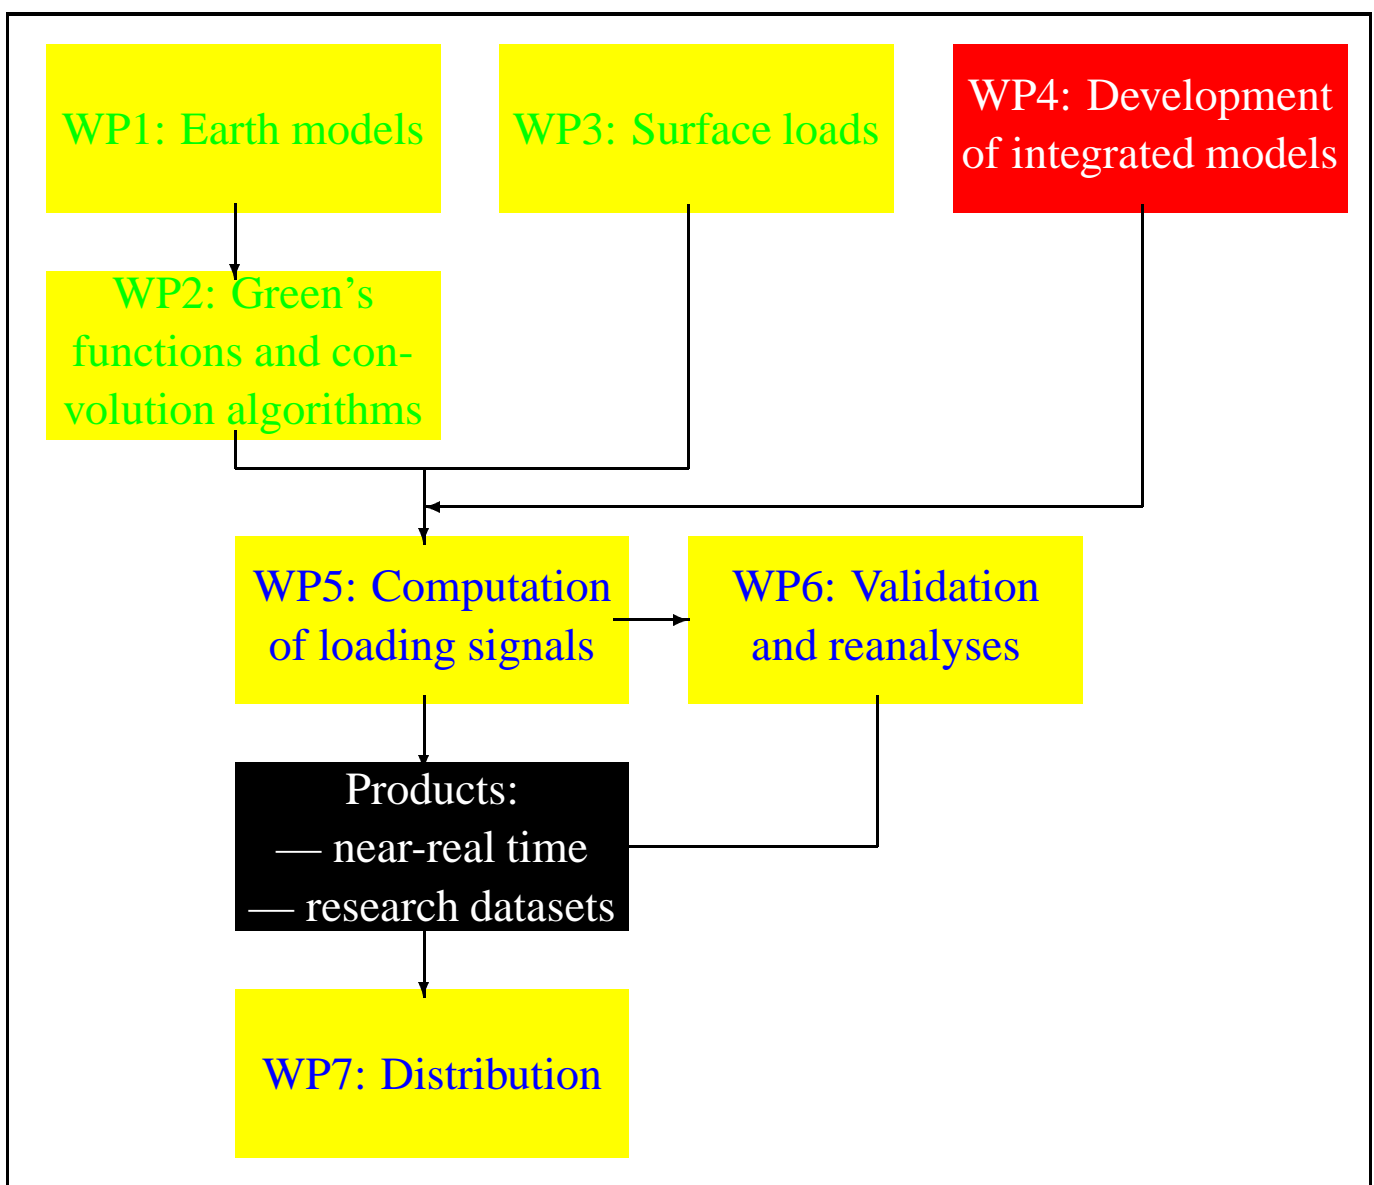 WP1: Earth models
WP3: Surface loads
WP4: Development
of integrated models
WP2: Green's
functions and con-
volution algorithms
WP5: Computation
of loading signals
WP6: Validation
and reanalyses
Products:
— near-real time
— research datasets
WP7: Distribution